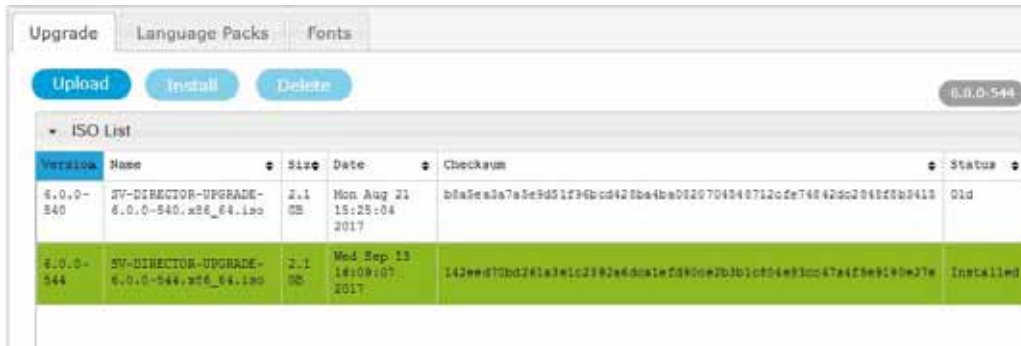 Upgrade Language Packs Fonts
Upload Install Delete
6.0.0-544
ISO List
Version Name Size Date Checksum Status
6.0.0- SV-DIRECTOR-UPGRADE- 2.1 Mon Aug 21 Old
540 6.0.0-540.x86_64.iso GB 15:25:04
2017
6.0.0- SV-DIRECTOR-UPGRADE- 2.1 Wed Sep 13 Installed
544 6.0.0-544.x86_64.iso GB
2017